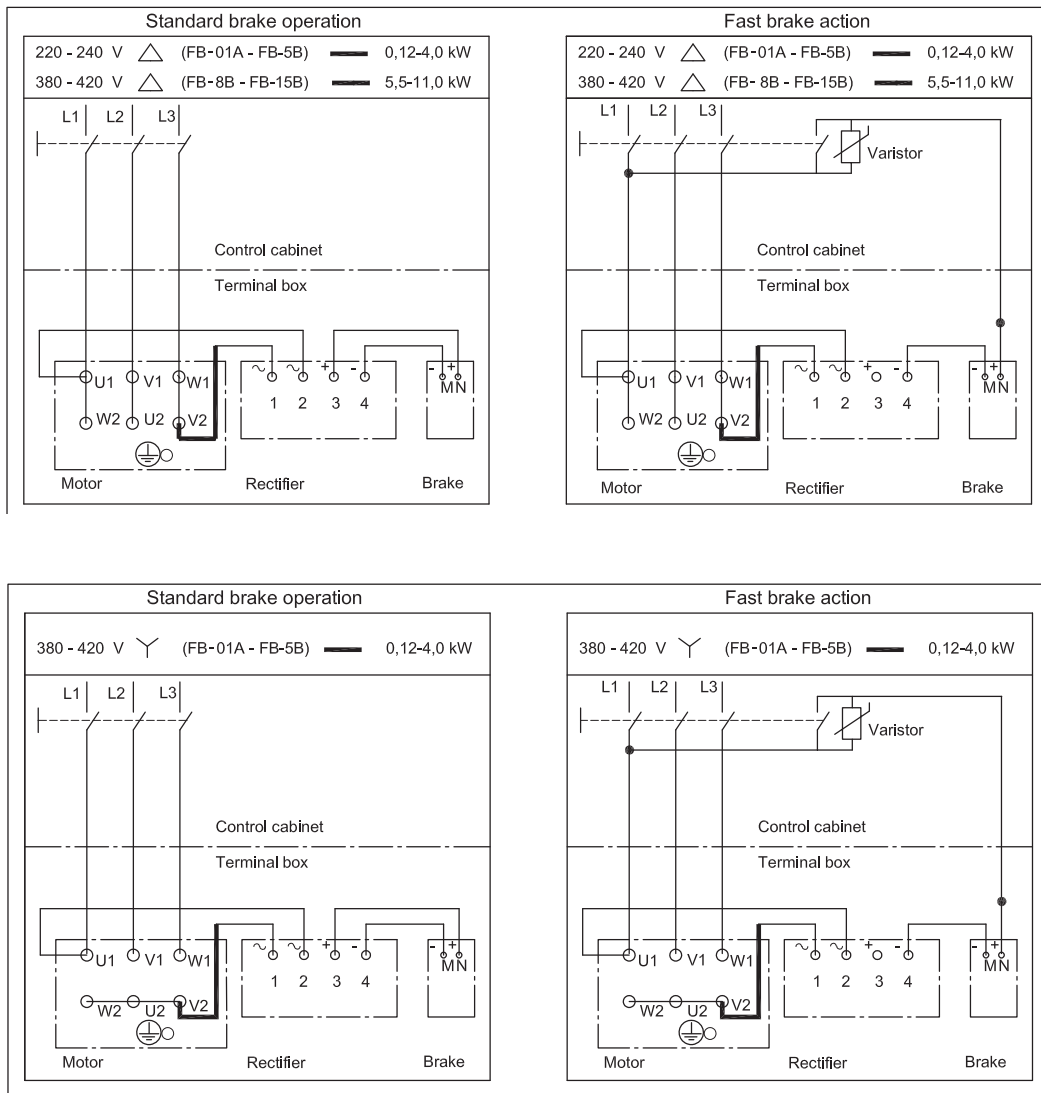 Standard brake operation
220 - 240 V △ (FB-01A - FB-5B) 0,12-4,0 kW
380 - 420 V △ (FB-8B - FB-15B) 5,5-11,0 kW
L1 L2 L3
Control cabinet
Terminal box
U1 V1 W1 ~ ~ + - - +
1 2 3 4 MN
W2 U2 V2
Motor Rectifier Brake
Fast brake action
220 - 240 V △ (FB-01A - FB-5B) 0,12-4,0 kW
380 - 420 V △ (FB- 8B - FB-15B) 5,5-11,0 kW
L1 L2 L3
Varistor
Control cabinet
Terminal box
U1 V1 W1 ~ ~ + - - +
1 2 3 4 MN
W2 U2 V2
Motor Rectifier Brake
Standard brake operation
380 - 420 V Y (FB-01A - FB-5B) 0,12-4,0 kW
L1 L2 L3
Control cabinet
Terminal box
U1 V1 W1 ~ ~ + - - +
1 2 3 4 MN
W2 U2 V2
Motor Rectifier Brake
Fast brake action
380 - 420 V Y (FB-01A - FB-5B) 0,12-4,0 kW
L1 L2 L3
Varistor
Control cabinet
Terminal box
U1 V1 W1 ~ ~ + - - +
1 2 3 4 MN
W2 U2 V2
Motor Rectifier Brake